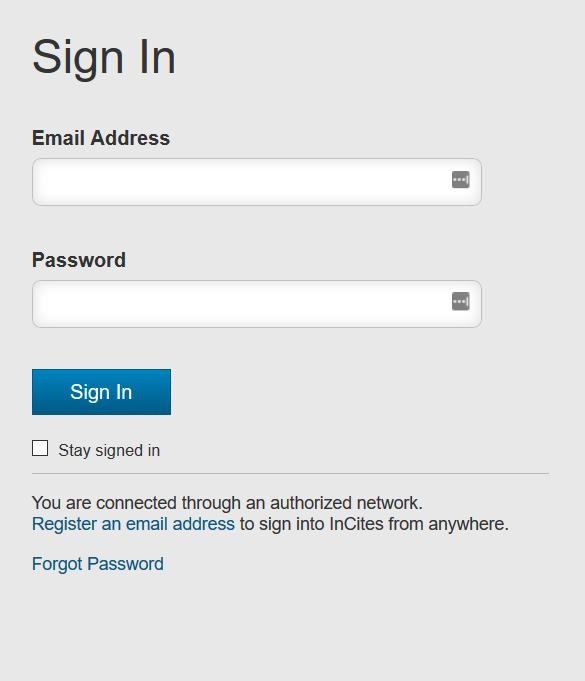 Sign In
Email Address
Password
Sign In
Stay signed in
You are connected through an authorized network.
Register an email address to sign into InCites from anywhere.
Forgot Password